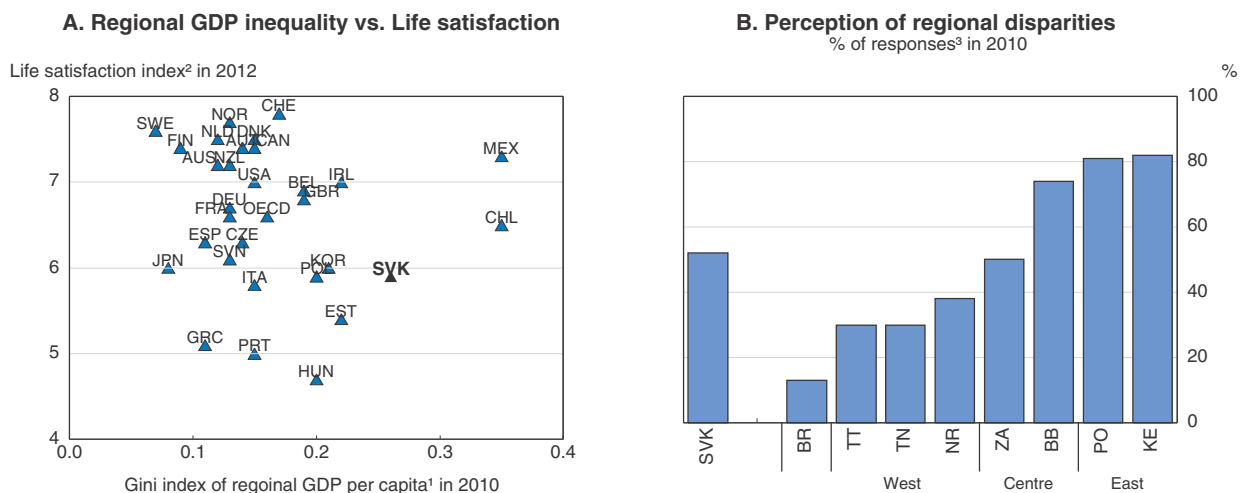 A. Regional GDP inequality vs. Life satisfaction
Life satisfaction index² in 2012
8
7
6
5
4
SWE
NOR
CHE
FIN
NLD
DNK
AUT
CAN
AUS
NZL
USA
MEX
BEL
IRL
GBR
DEU
FRA
OECD
CHL
ESP
CZE
SVN
JPN
ITA
POL
KOR
SVK
EST
GRC
PRT
HUN
0.0
0.1
0.2
0.3
0.4
Gini index of regoinal GDP per capita¹ in 2010
B. Perception of regional disparities
% of responses³ in 2010
%
100
80
60
40
20
0
SVK
BR
TT
TN
NR
ZA
BB
PO
KE
West
Centre
East